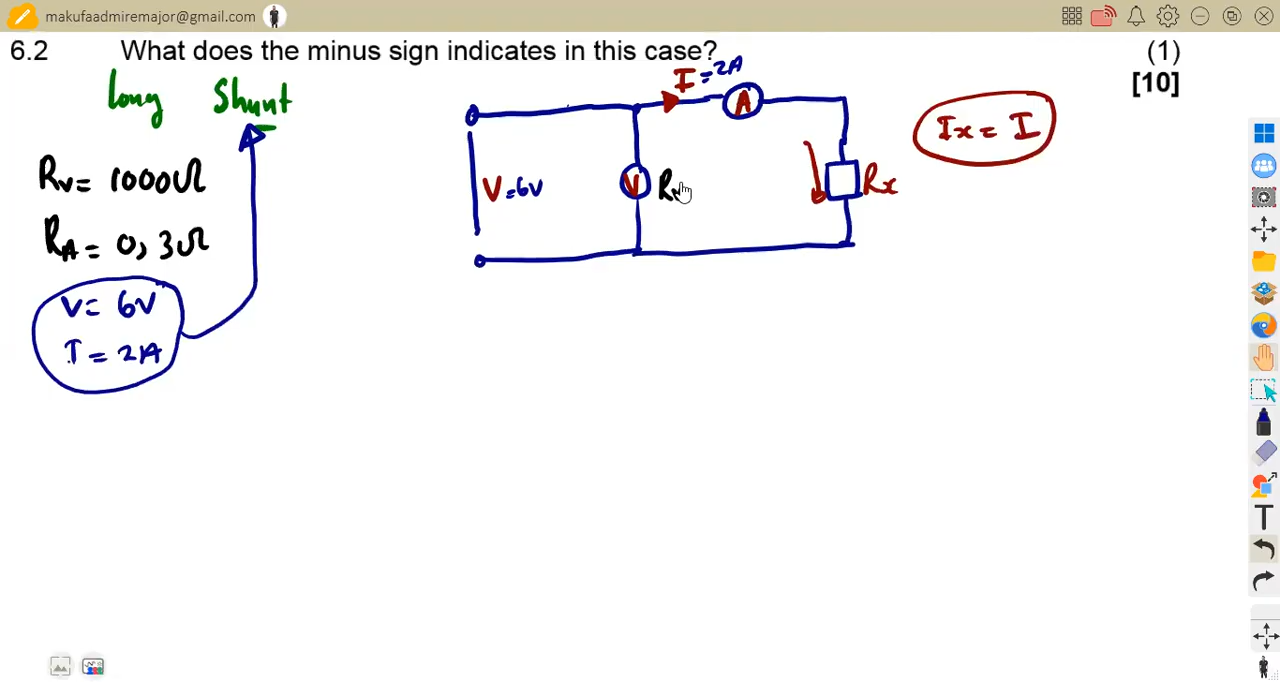 makufaadmiremajor@gmail.com
6.2 What does the minus sign indicates in this case? (1)
[10]
Long Shunt
I = 2A
A
Ix = I
Rv = 1000Ω
V = 6V
V
Rx
RA = 0,3Ω
V = 6V
I = 2A
T